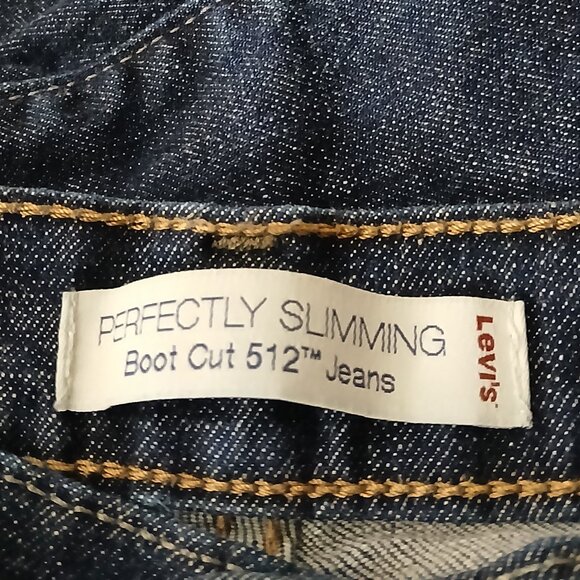 PERFECTLY SLIMMING
Boot Cut 512™ Jeans
Levi's